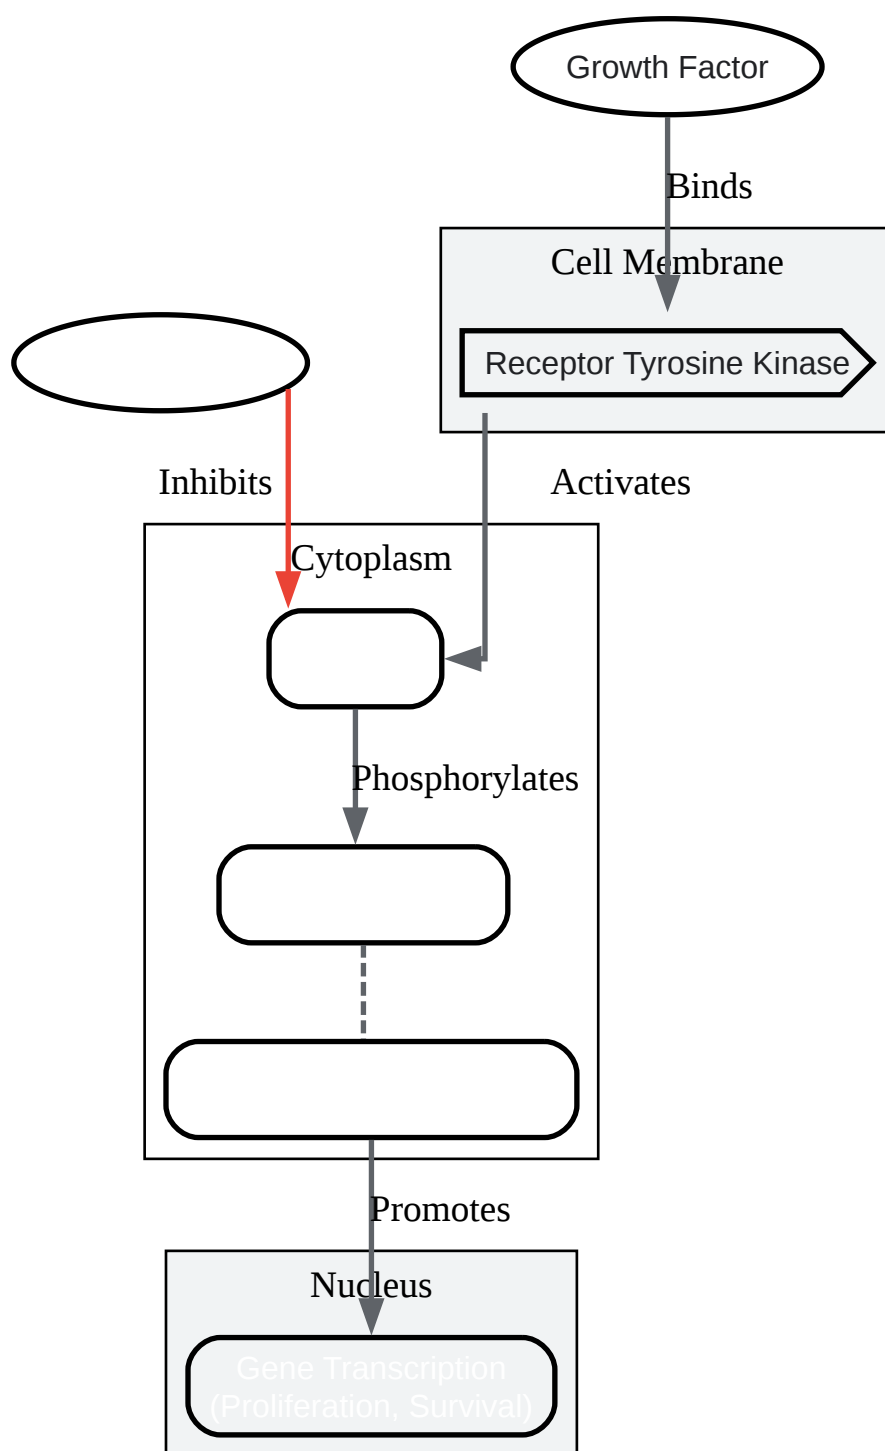 Growth Factor
Binds
Cell Membrane
Receptor Tyrosine Kinase
Inhibits
Activates
Cytoplasm
Phosphorylates
Promotes
Nucleus
Gene Transcription
(Proliferation, Survival)